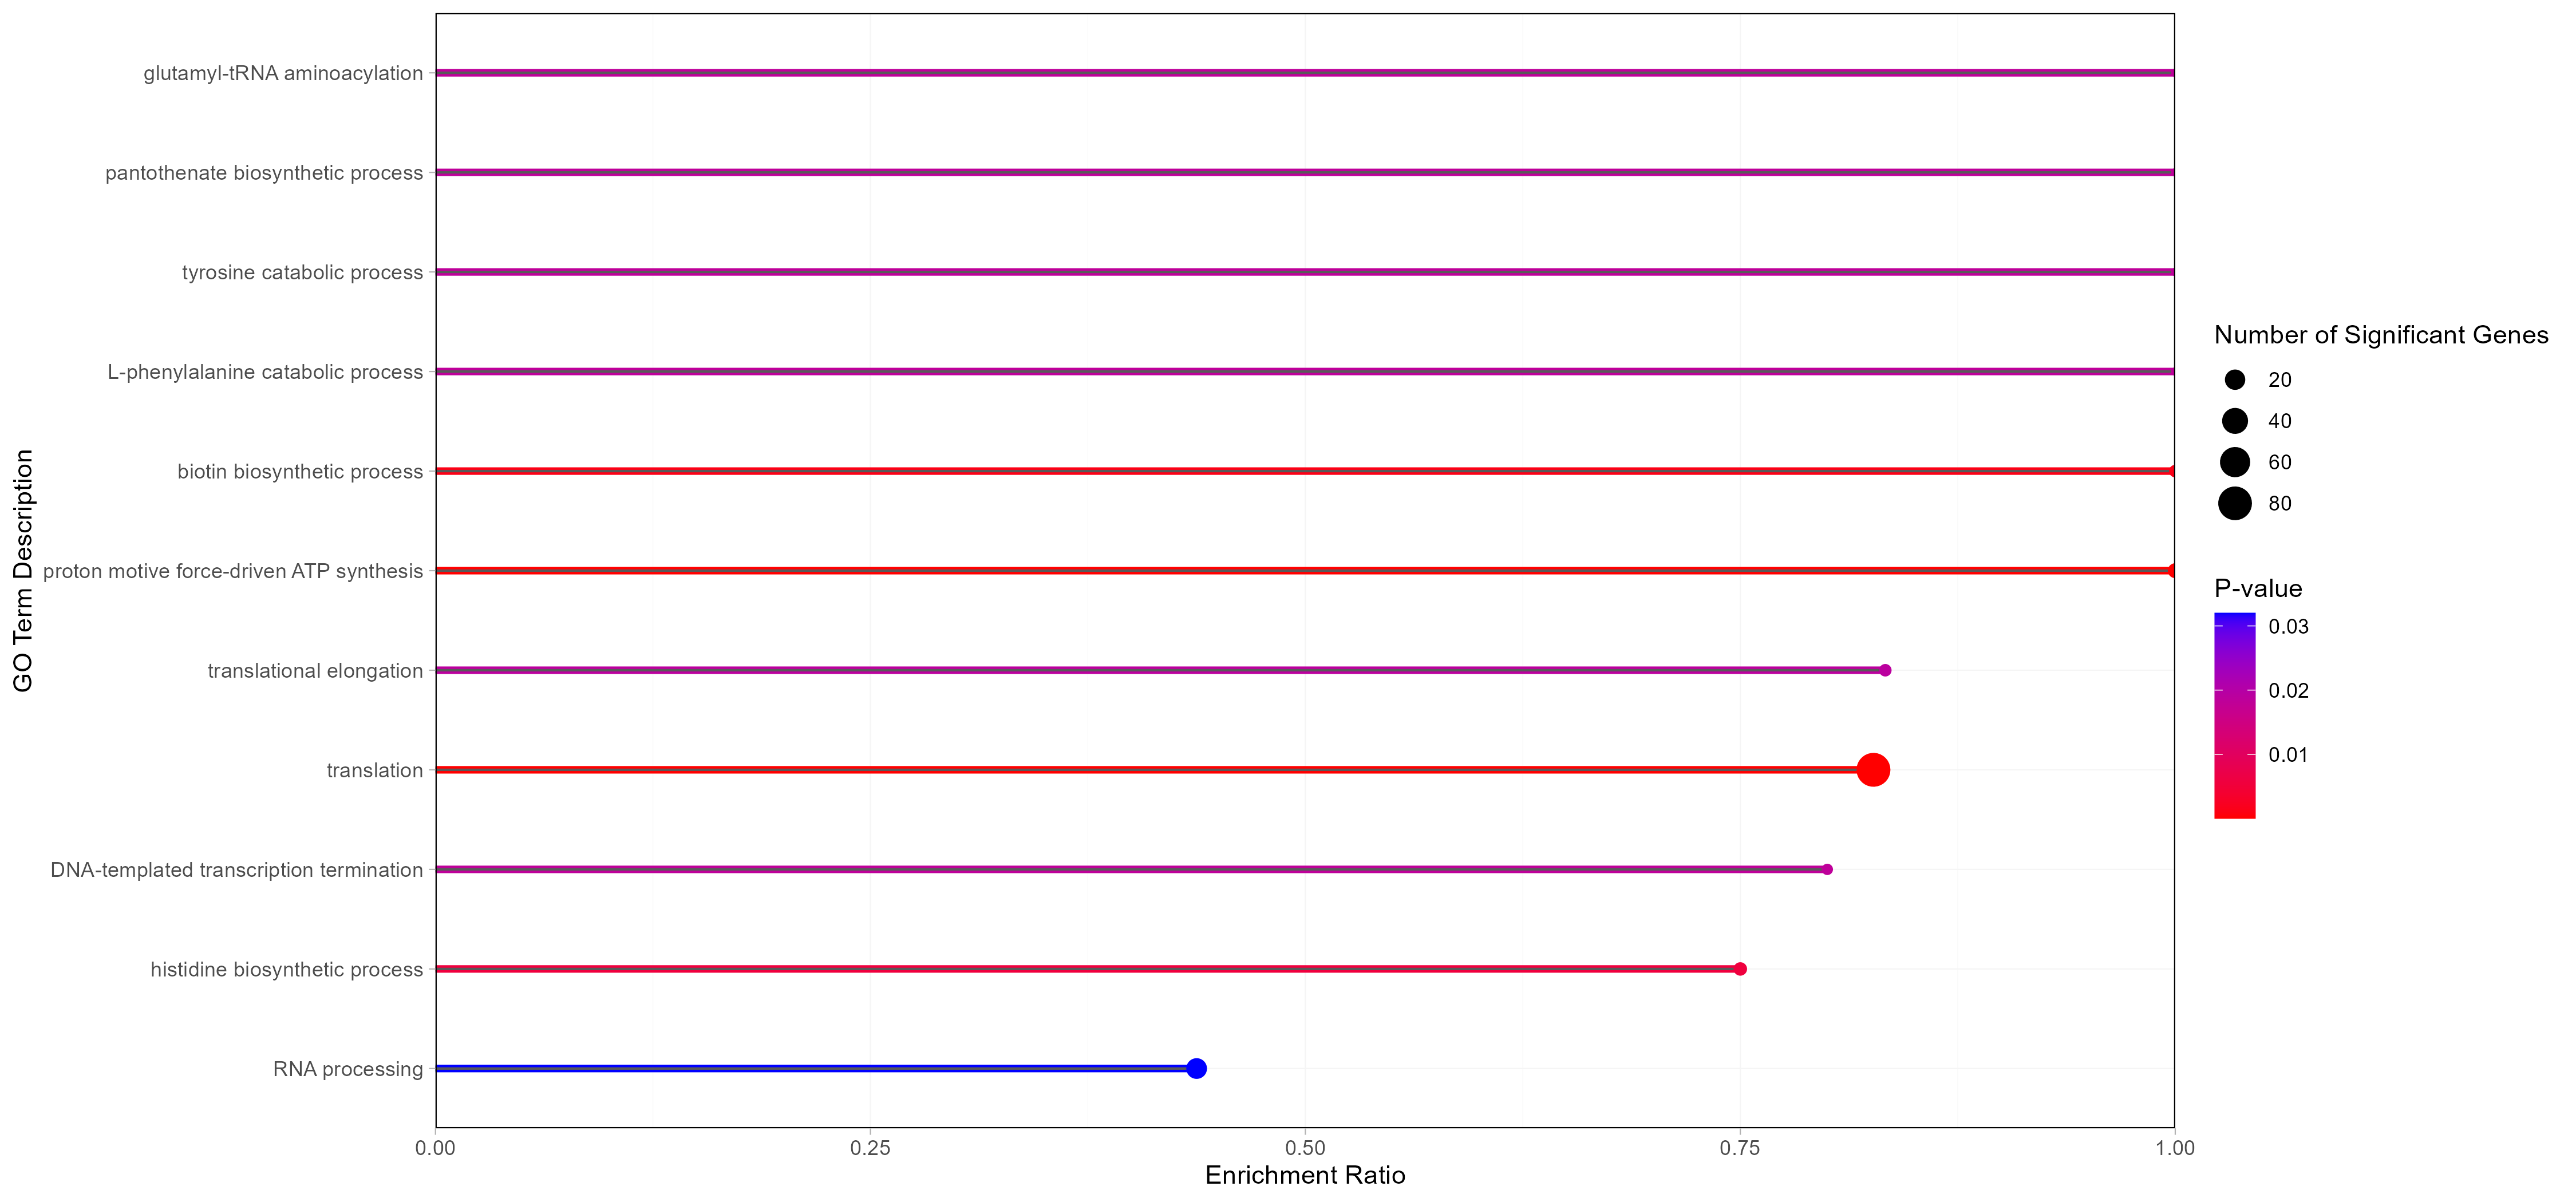 glutamyl-tRNA aminoacylation
pantothenate biosynthetic process
tyrosine catabolic process
L-phenylalanine catabolic process
biotin biosynthetic process
proton motive force-driven ATP synthesis
translational elongation
translation
DNA-templated transcription termination
histidine biosynthetic process
RNA processing
GO Term Description
0.00 0.25 0.50 0.75 1.00
Enrichment Ratio
Number of Significant Genes
20
40
60
80
P-value
0.03
0.02
0.01